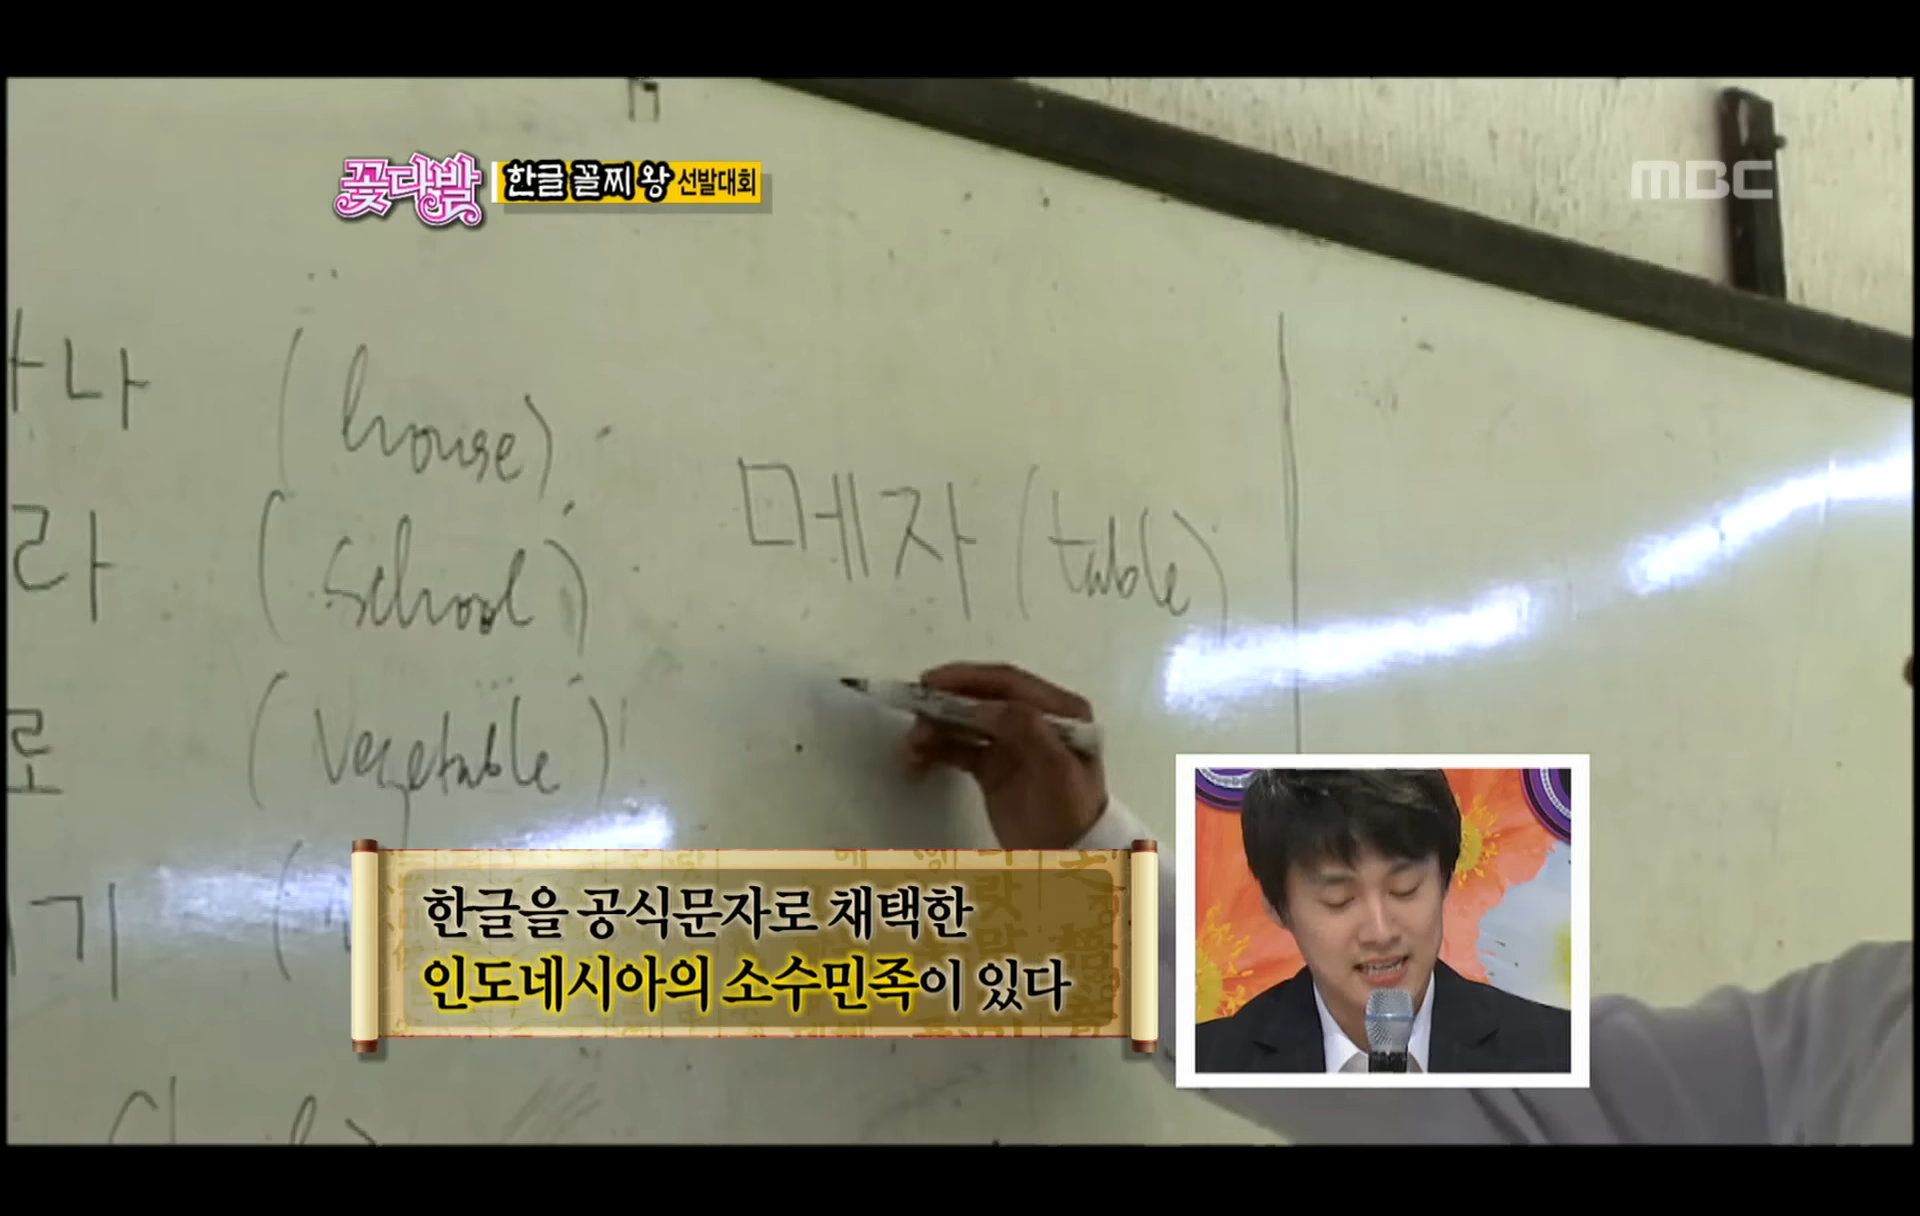 꽃다발 한글 꼴찌 왕 선발대회
MBC
나 (house)
라 (school) 메자 (table)
로 (vegetable)
기 (
한글을 공식문자로 채택한
인도네시아의 소수민족이 있다